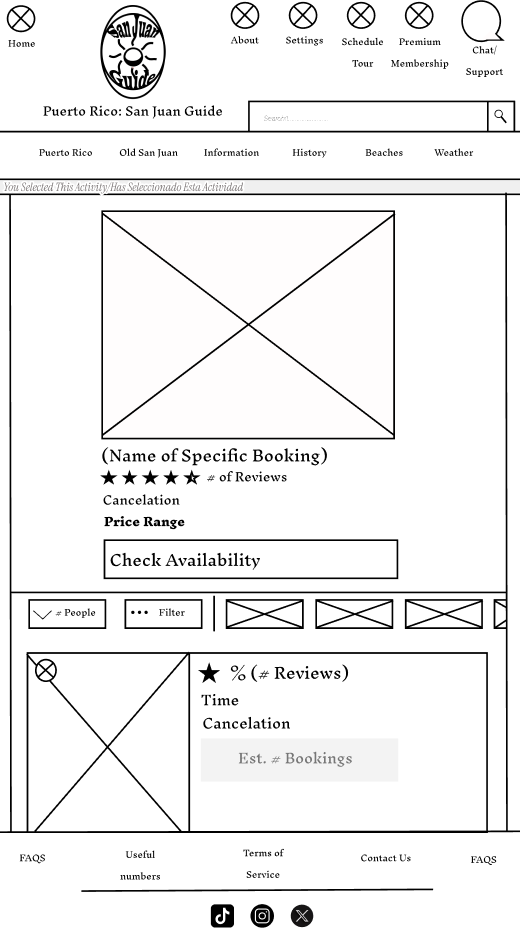 Home
San Juan
Guide
About
Settings
Schedule
Tour
Premium
Membership
Chat/
Support
Puerto Rico: San Juan Guide
Search!..............
Puerto Rico Old San Juan Information History Beaches Weather
You Selected This Activity/Has Seleccionado Esta Actividad
(Name of Specific Booking)
# of Reviews
Cancelation
Price Range
Check Availability
# People
Filter
% (# Reviews)
Time
Cancelation
Est. # Bookings
FAQS
Useful
numbers
Terms of
Service
Contact Us
FAQS